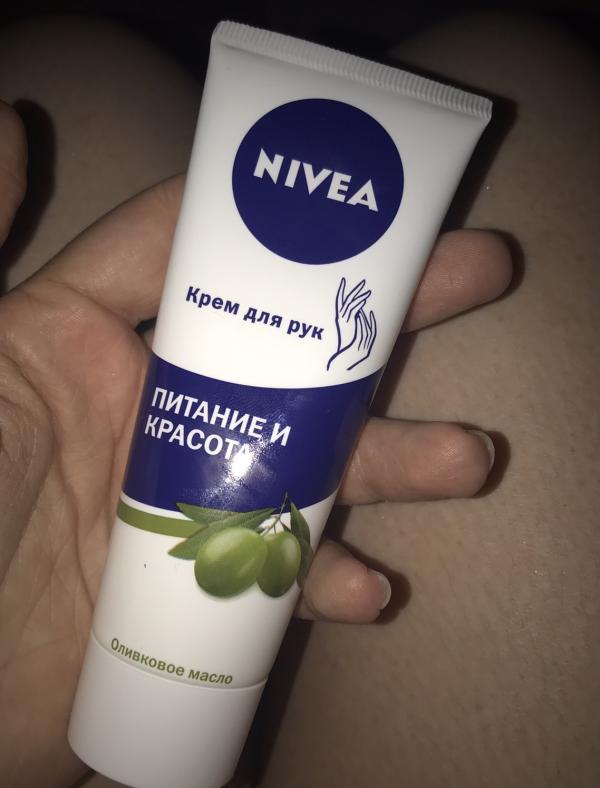 NIVEA
Крем для рук
ПИТАНИЕ И
КРАСОТА
Оливковое масло